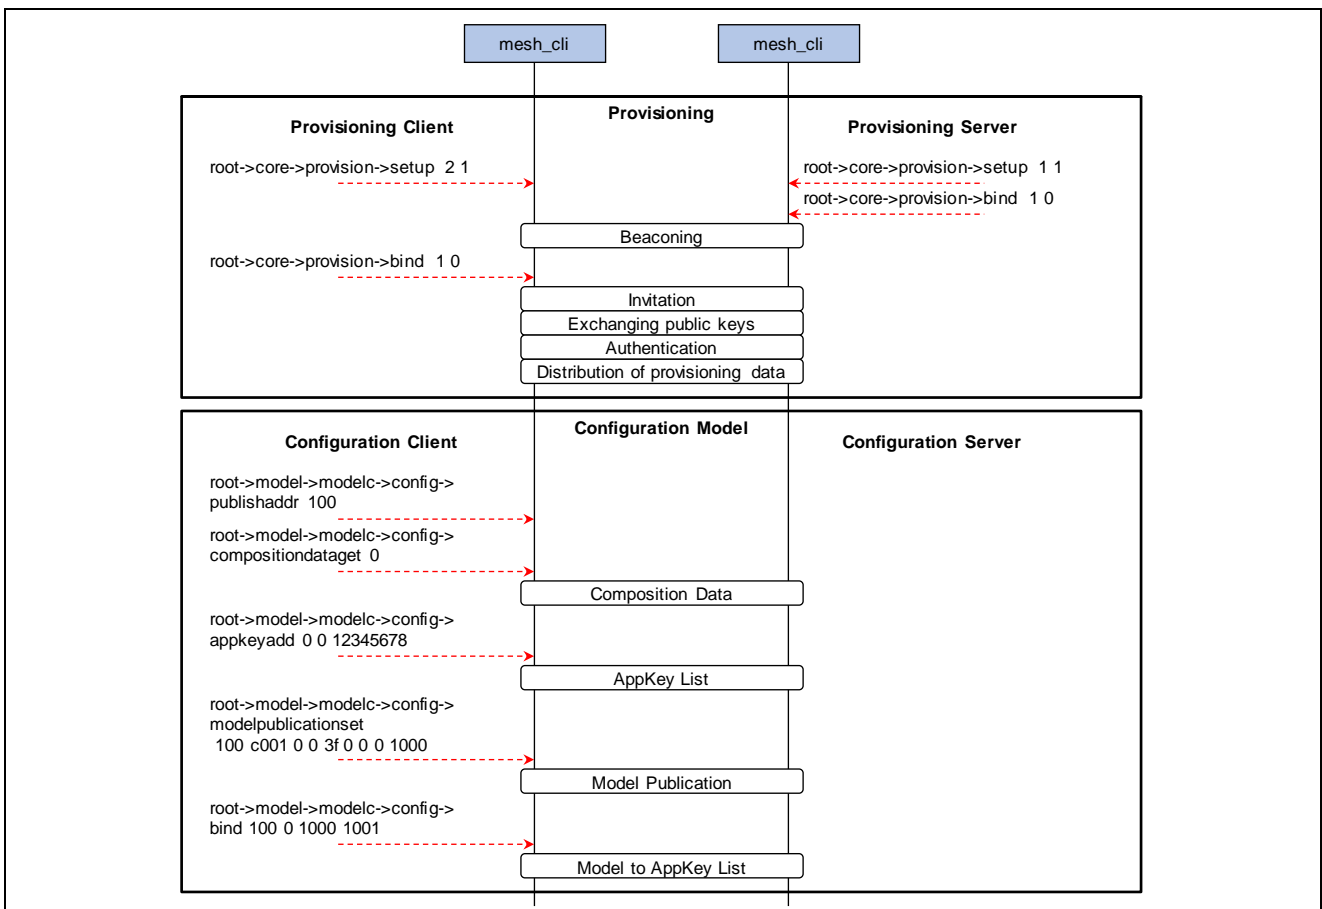 mesh_cli
mesh_cli
Provisioning
Provisioning Client
Provisioning Server
root->core->provision->setup 2 1
root->core->provision->setup 1 1
root->core->provision->bind 1 0
Beaconing
root->core->provision->bind 1 0
Invitation
Exchanging public keys
Authentication
Distribution of provisioning data
Configuration Model
Configuration Client
Configuration Server
root->model->modelc->config->
publishaddr 100
root->model->modelc->config->
compositiondataget 0
Composition Data
root->model->modelc->config->
appkeyadd 0 0 12345678
AppKey List
root->model->modelc->config->
modelpublicationset
100 c001 0 0 3f 0 0 0 1000
Model Publication
root->model->modelc->config->
bind 100 0 1000 1001
Model to AppKey List